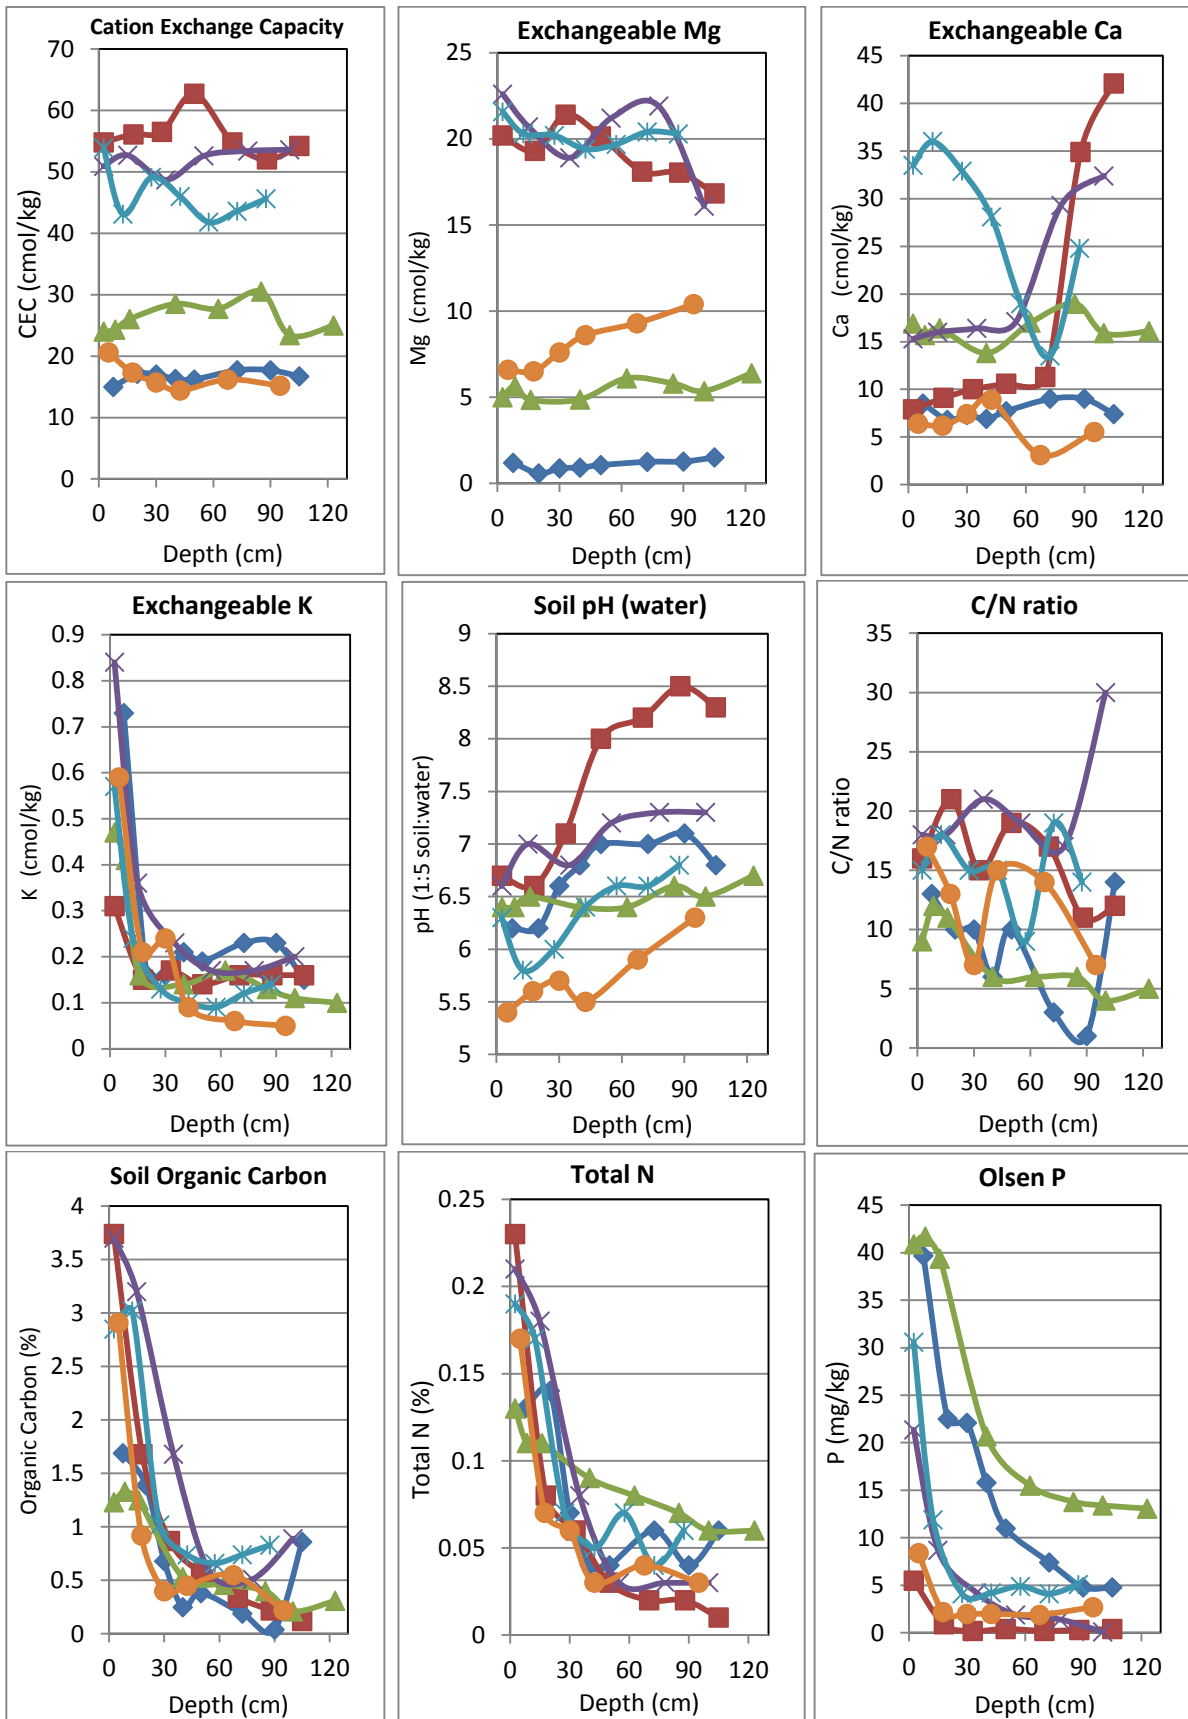 Cation Exchange Capacity
70
60
50
40
30
20
10
0
CEC (cmol/kg)
0 30 60 90 120
Depth (cm)
Exchangeable Mg
25
20
15
10
5
0
Mg (cmol/kg)
0 30 60 90 120
Depth (cm)
Exchangeable Ca
45
40
35
30
25
20
15
10
5
0
Ca (cmol/kg)
0 30 60 90 120
Depth (cm)
Exchangeable K
0.9
0.8
0.7
0.6
0.5
0.4
0.3
0.2
0.1
0
K (cmol/kg)
0 30 60 90 120
Depth (cm)
Soil pH (water)
9
8.5
8
7.5
7
6.5
6
5.5
5
pH (1:5 soil:water)
0 30 60 90 120
Depth (cm)
C/N ratio
35
30
25
20
15
10
5
0
C/N ratio
0 30 60 90 120
Depth (cm)
Soil Organic Carbon
4
3.5
3
2.5
2
1.5
1
0.5
0
Organic Carbon (%)
0 30 60 90 120
Depth (cm)
Total N
0.25
0.2
0.15
0.1
0.05
0
Total N (%)
0 30 60 90 120
Depth (cm)
Olsen P
45
40
35
30
25
20
15
10
5
0
P (mg/kg)
0 30 60 90 120
Depth (cm)